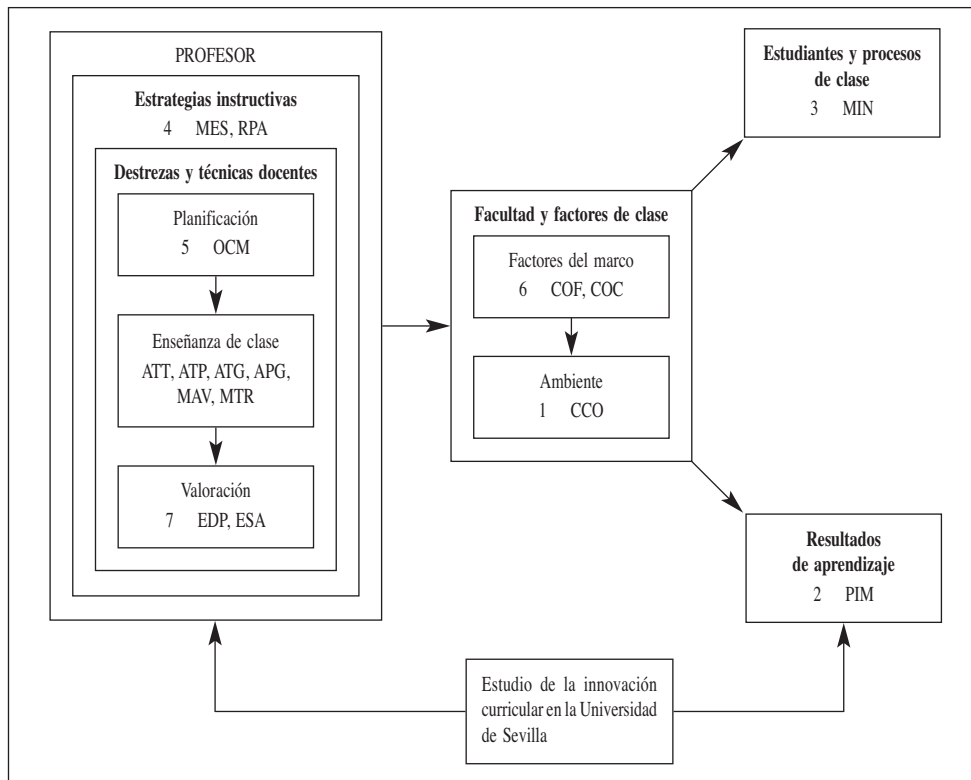 PROFESOR
Estrategias instructivas
4 MES, RPA
Destrezas y técnicas docentes
Planificación
5 OCM
Enseñanza de clase
ATT, ATP, ATG, APG,
MAV, MTR
Valoración
7 EDP, ESA
Facultad y factores de clase
Factores del marco
6 COF, COC
Ambiente
1 CCO
Estudiantes y procesos
de clase
3 MIN
Resultados
de aprendizaje
2 PIM
Estudio de la innovación
curricular en la Universidad
de Sevilla